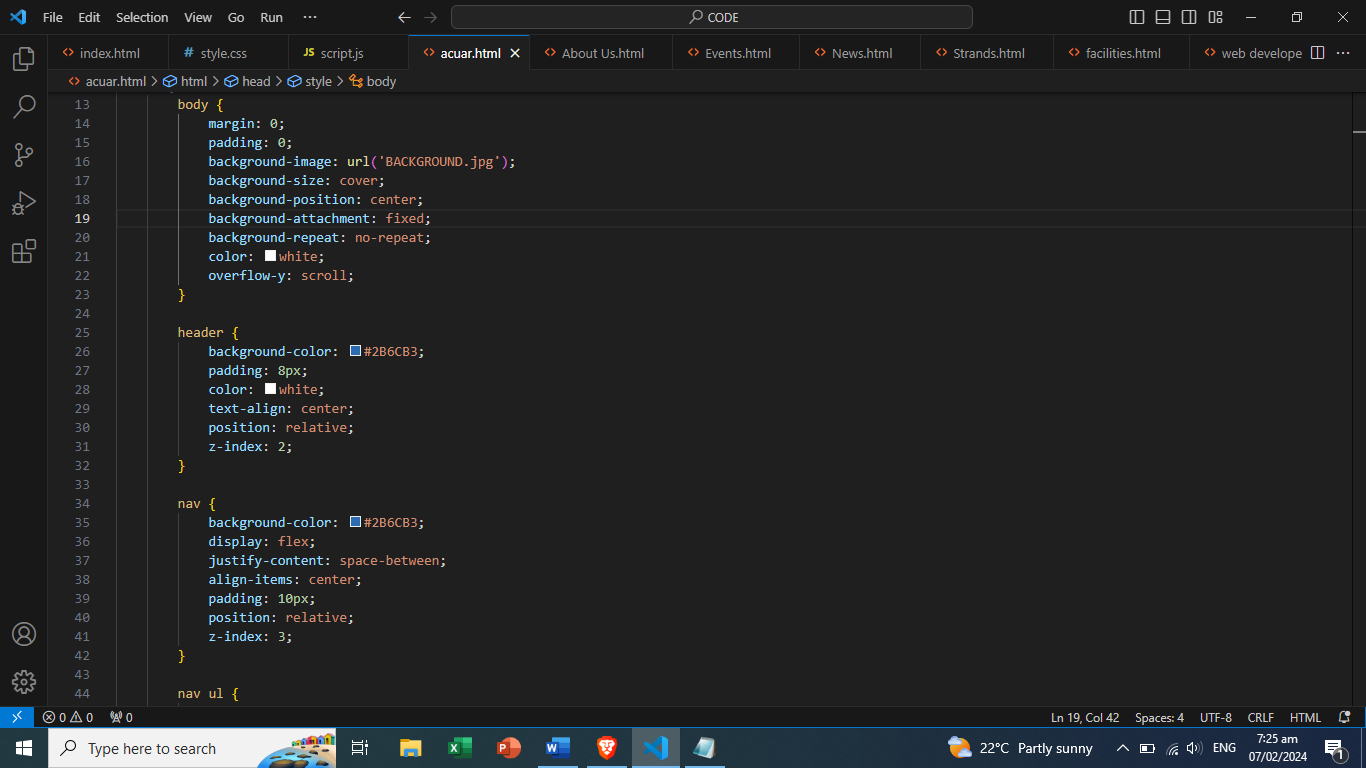 File Edit Selection View Go Run ··· CODE
index.html # style.css JS script.js acuar.html About Us.html Events.html News.html Strands.html facilities.html web develope ···
acuar.html > html > head > style > body
13 body {
14 margin: 0;
15 padding: 0;
16 background-image: url('BACKGROUND.jpg');
17 background-size: cover;
18 background-position: center;
19 background-attachment: fixed;
20 background-repeat: no-repeat;
21 color: white;
22 overflow-y: scroll;
23 }
24
25 header {
26 background-color: #2B6CB3;
27 padding: 8px;
28 color: white;
29 text-align: center;
30 position: relative;
31 z-index: 2;
32 }
33
34 nav {
35 background-color: #2B6CB3;
36 display: flex;
37 justify-content: space-between;
38 align-items: center;
39 padding: 10px;
40 position: relative;
41 z-index: 3;
42 }
43
44 nav ul {
0 0 0 Ln 19, Col 42 Spaces: 4 UTF-8 CRLF HTML
Type here to search 22°C Partly sunny ENG 7:25 am
07/02/2024 1